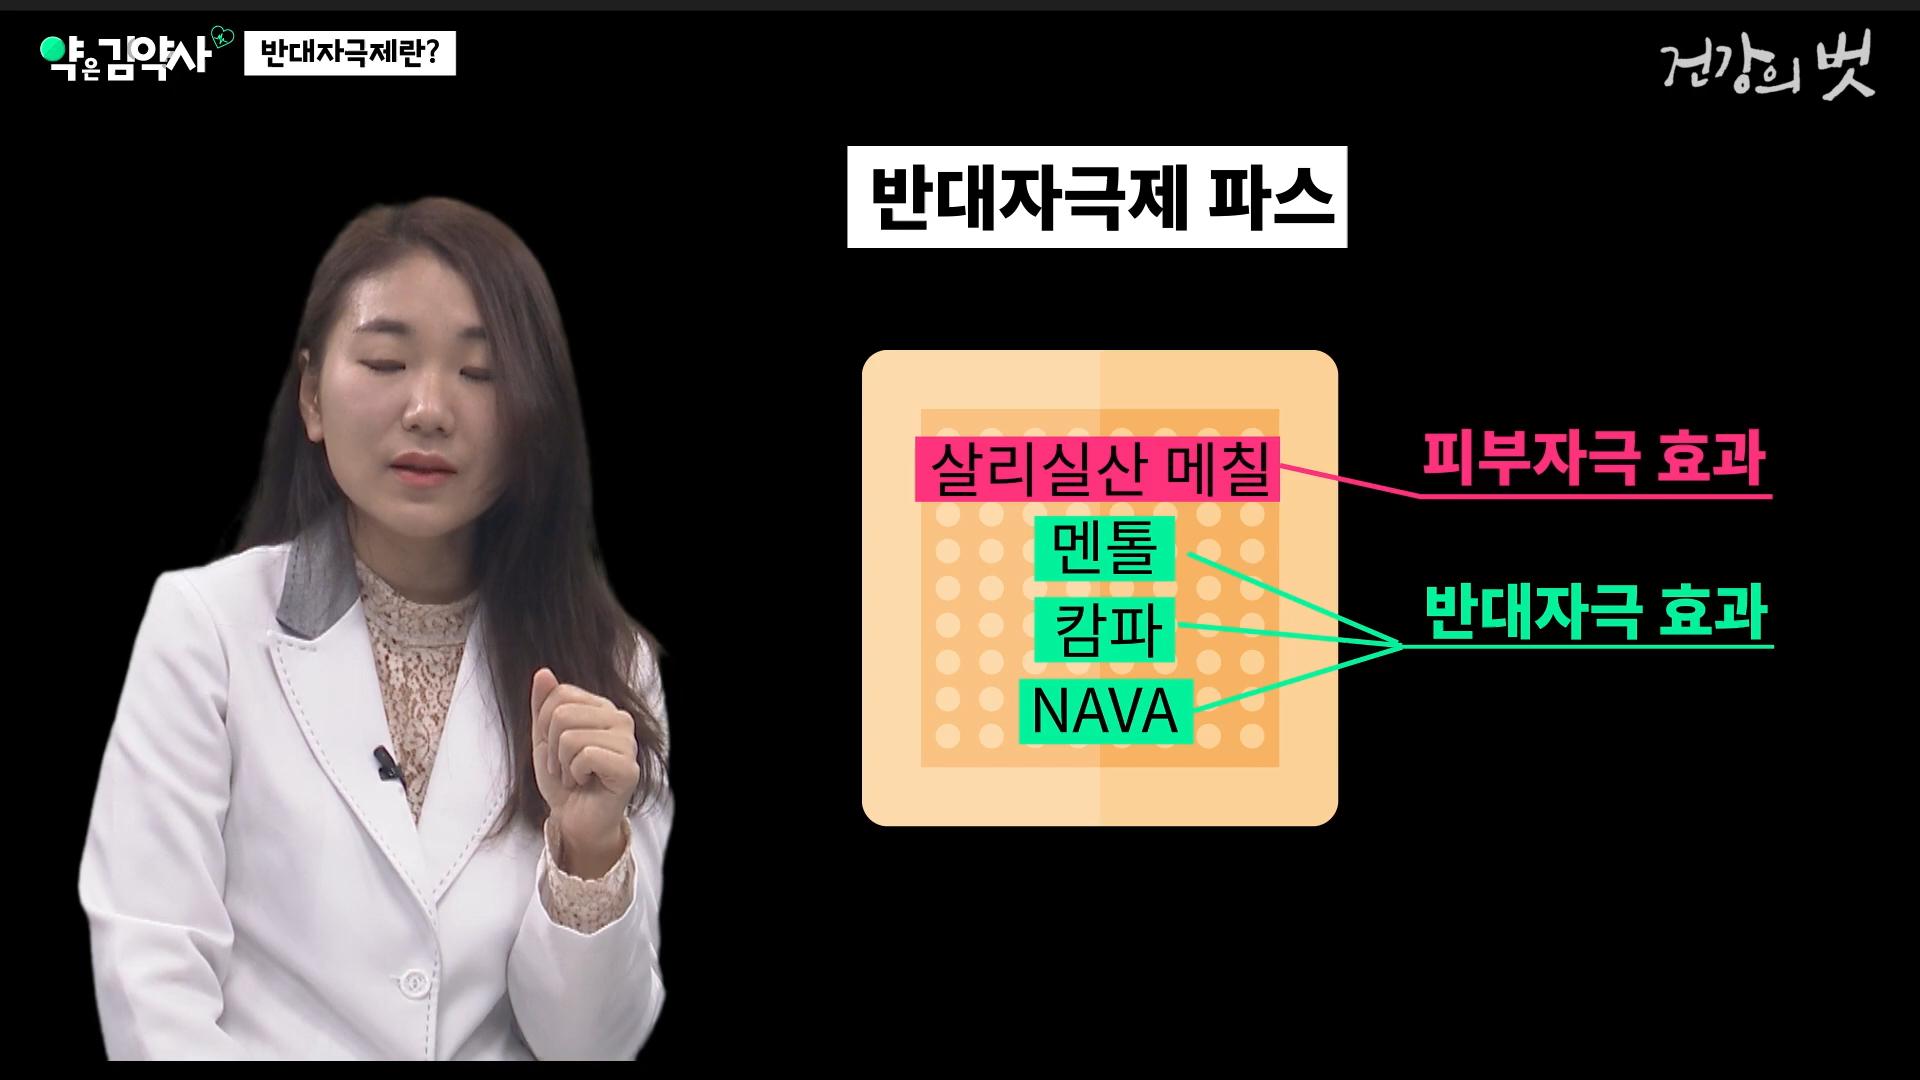 약은 김약사
반대자극제란?
건강의 벗
반대자극제 파스
살리실산 메칠
피부자극 효과
멘톨
캄파
NAVA
반대자극 효과